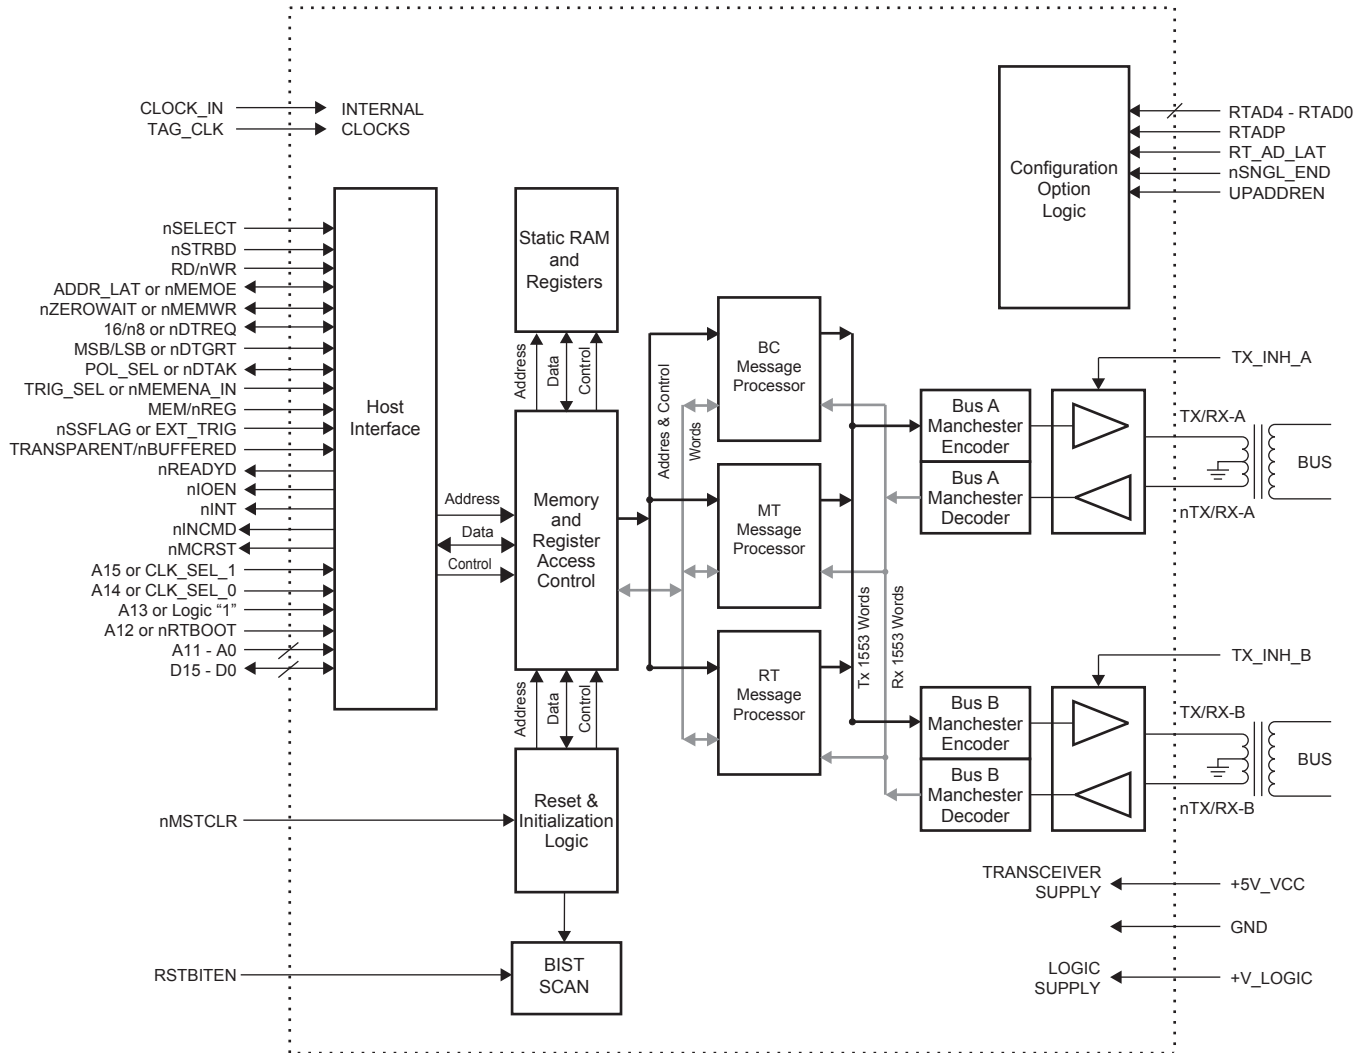 CLOCK_IN
TAG_CLK
INTERNAL
CLOCKS
nSELECT
nSTRBD
RD/nWR
ADDR_LAT or nMEMOE
nZEROWAIT or nMEMWR
16/n8 or nDTREQ
MSB/LSB or nDTGRT
POL_SEL or nDTAK
TRIG_SEL or nMEMENA_IN
MEM/nREG
nSSFLAG or EXT_TRIG
TRANSPARENT/nBUFFERED
nREADYD
nIOEN
nINT
nINCMD
nMCRST
A15 or CLK_SEL_1
A14 or CLK_SEL_0
A13 or Logic “1”
A12 or nRTBOOT
A11 - A0
D15 - D0
nMSTCLR
RSTBITEN
Host
Interface
Address
Data
Control
Static RAM
and
Registers
Address
Data
Control
Memory
and
Register
Access
Control
Address
Data
Control
Reset &
Initialization
Logic
BIST
SCAN
Addres & Control
Words
BC
Message
Processor
MT
Message
Processor
RT
Message
Processor
Tx 1553 Words
Rx 1553 Words
Configuration
Option
Logic
RTAD4 - RTAD0
RTADP
RT_AD_LAT
nSNGL_END
UPADDREN
Bus A
Manchester
Encoder
Bus A
Manchester
Decoder
TX_INH_A
TX/RX-A
nTX/RX-A
BUS
Bus B
Manchester
Encoder
Bus B
Manchester
Decoder
TX_INH_B
TX/RX-B
nTX/RX-B
BUS
TRANSCEIVER
SUPPLY
+5V_VCC
GND
LOGIC
SUPPLY
+V_LOGIC